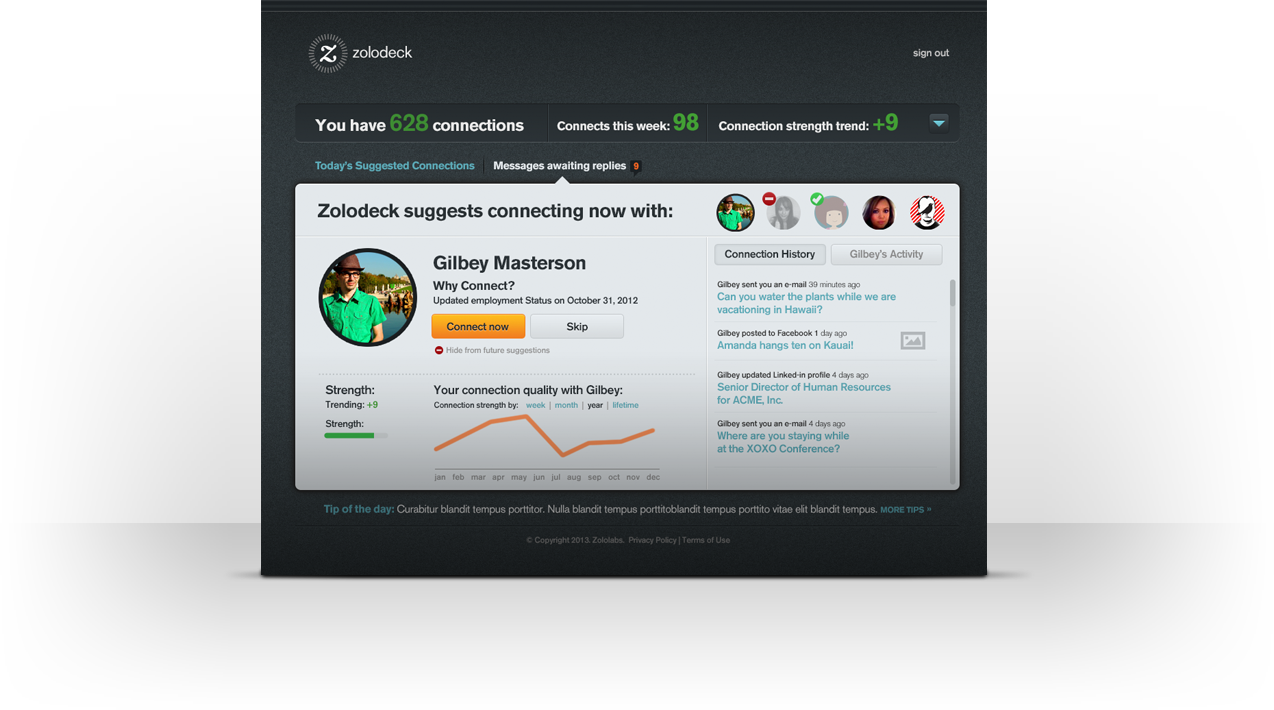 zolodeck
sign out
You have 628 connections
Connects this week: 98
Connection strength trend: +9
Today's Suggested Connections
Messages awaiting replies 9
Zolodeck suggests connecting now with:
Gilbey Masterson
Why Connect?
Updated employment Status on October 31, 2012
Connect now
Skip
Hide from future suggestions
Strength:
Trending: +9
Strength:
Your connection quality with Gilbey:
Connection strength by: week | month | year | lifetime
jan feb mar apr may jun jul aug sep oct nov dec
Connection History
Gilbey's Activity
Gilbey sent you an e-mail 39 minutes ago
Can you water the plants while we are
vacationing in Hawaii?
Gilbey posted to Facebook 1 day ago
Amanda hangs ten on Kauai!
Gilbey updated Linked-in profile 4 days ago
Senior Director of Human Resources
for ACME, Inc.
Gilbey sent you an e-mail 4 days ago
Where are you staying while
at the XOXO Conference?
Tip of the day: Curabitur blandit tempus porttitor. Nulla blandit tempus porttitoblandit tempus porttito vitae elit blandit tempus. MORE TIPS »
© Copyright 2013. Zololabs. Privacy Policy | Terms of Use